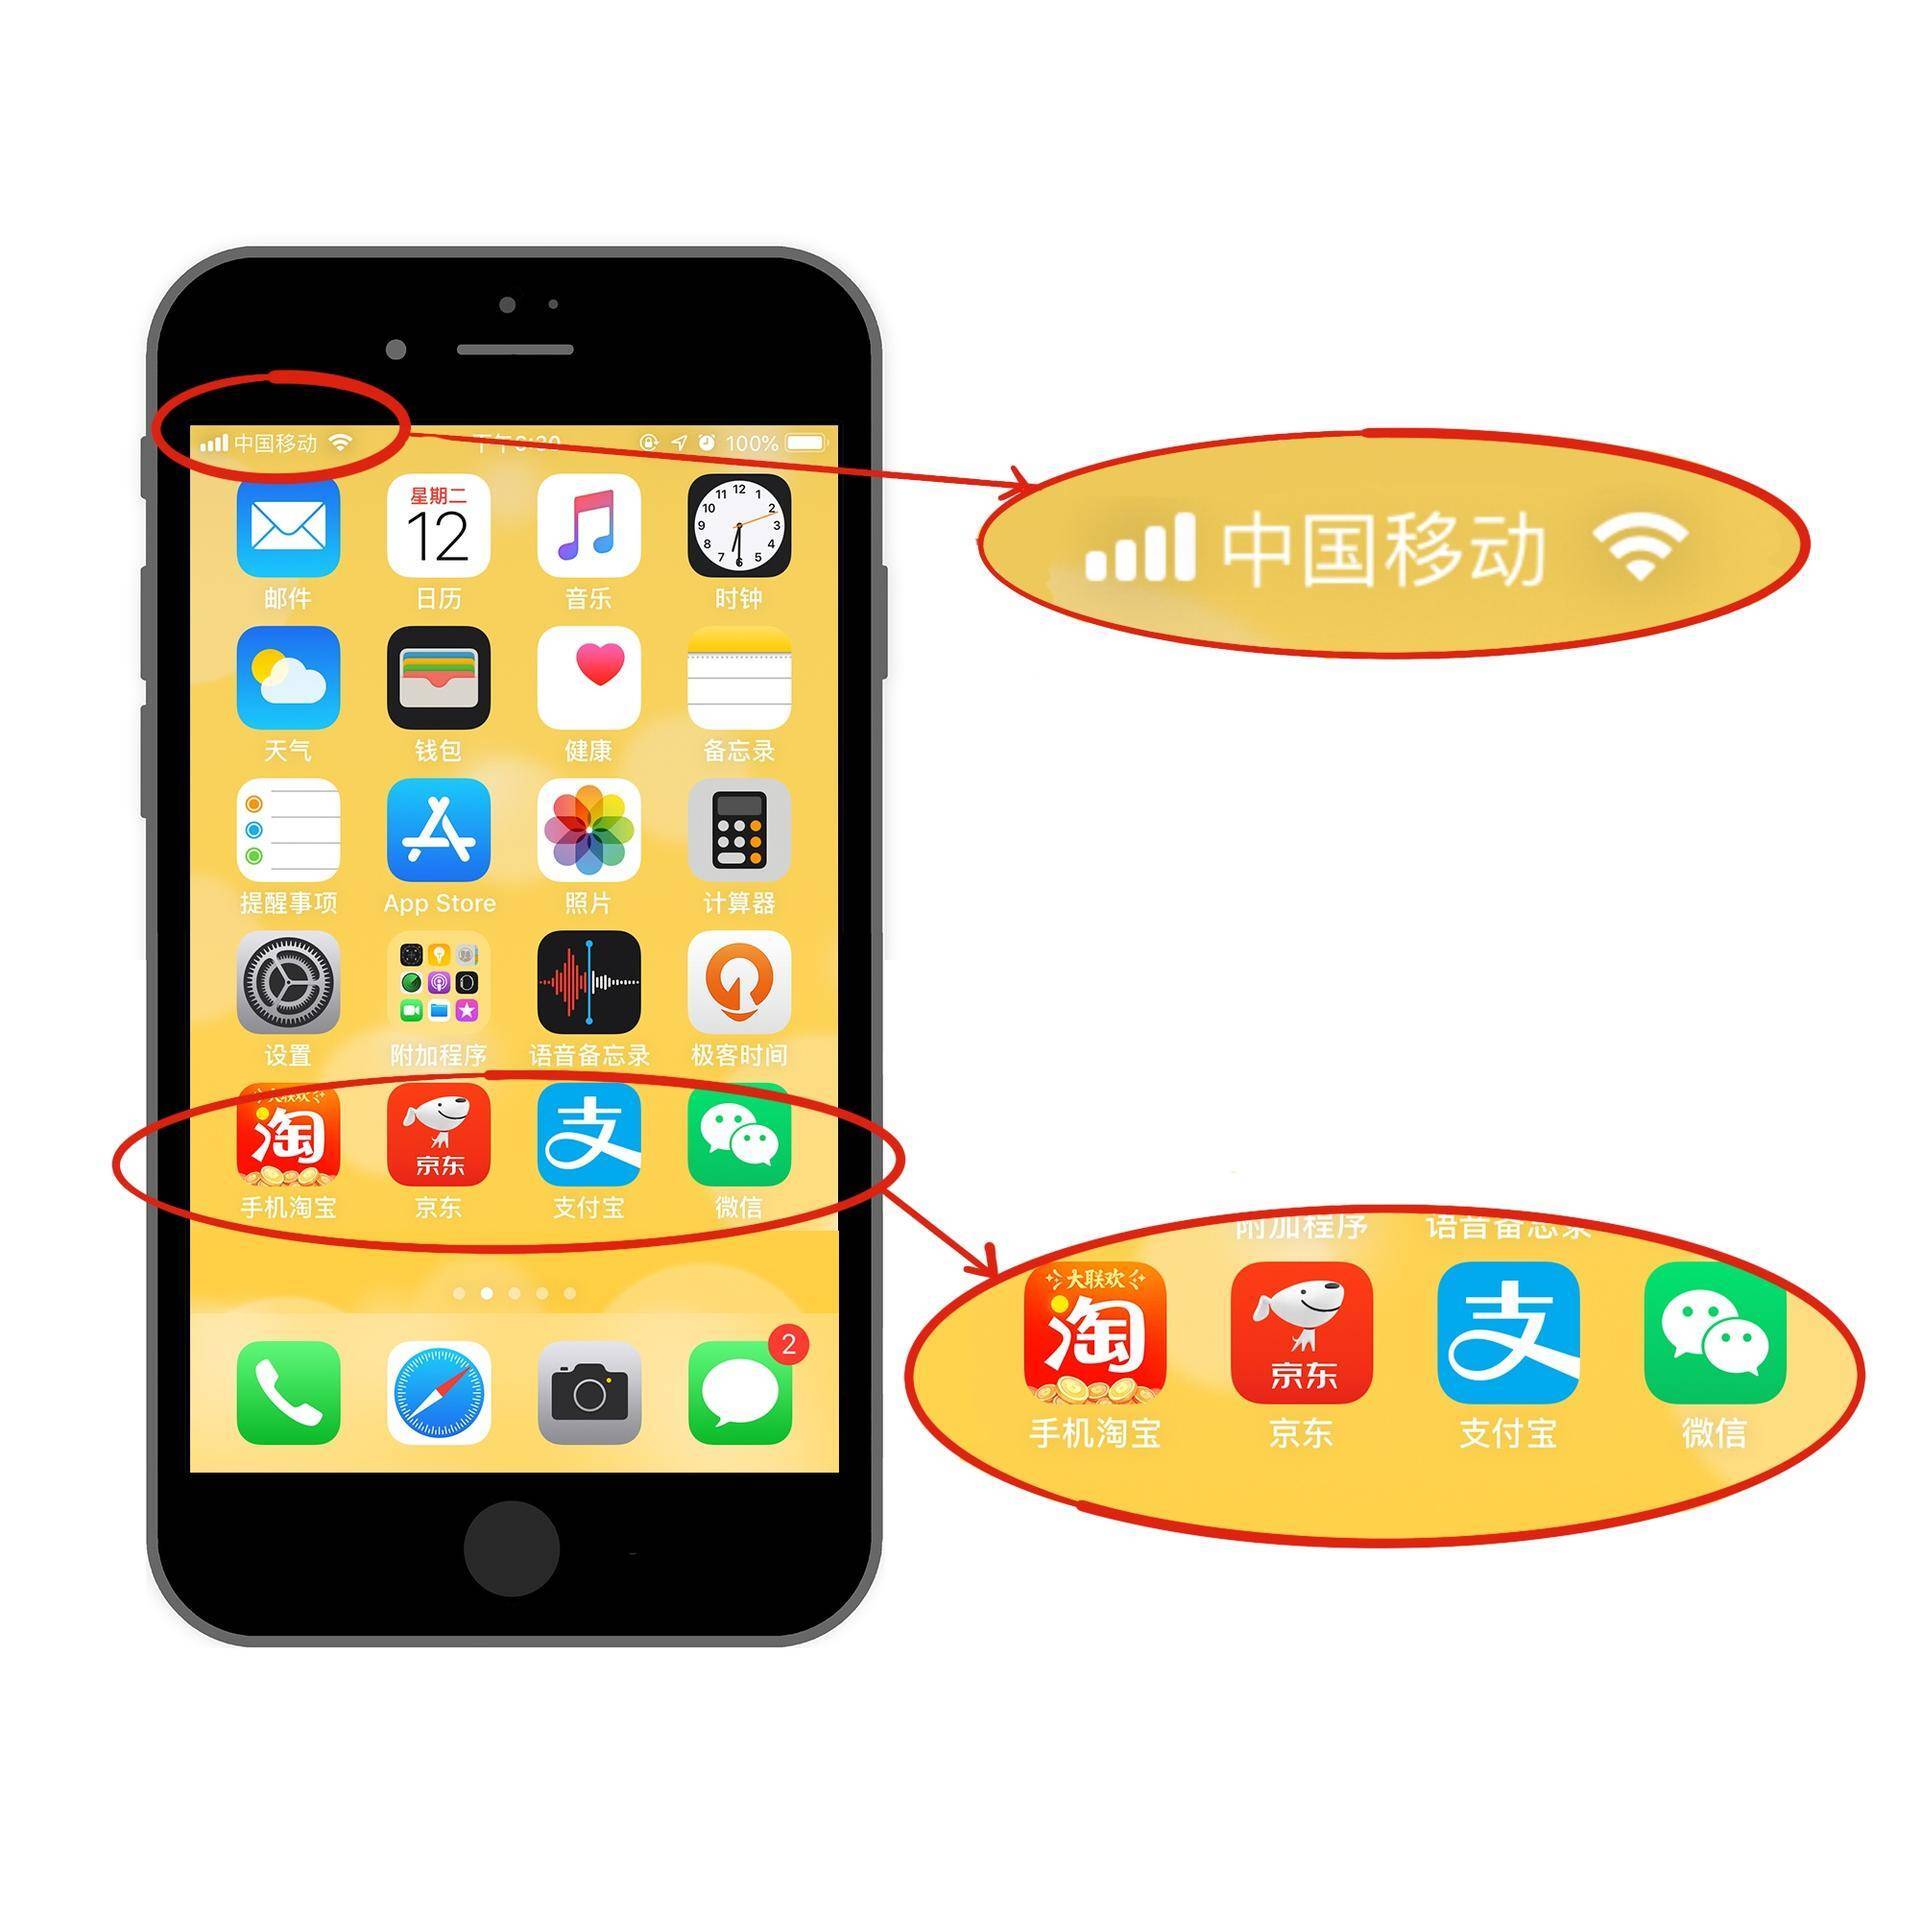 中国移动
下午6:30
100%
星期二
12
12 1 2 3 4 5 6 7 8 9 10 11
邮件 日历 音乐 时钟
天气 钱包 健康 备忘录
提醒事项 App Store 照片 计算器
设置 附加程序 语音备忘录 极客时间
大联欢
淘 京东 支
手机淘宝 京东 支付宝 微信
2
中国移动
附加程序 语音备忘录
大联欢
淘 京东 支
手机淘宝 京东 支付宝 微信